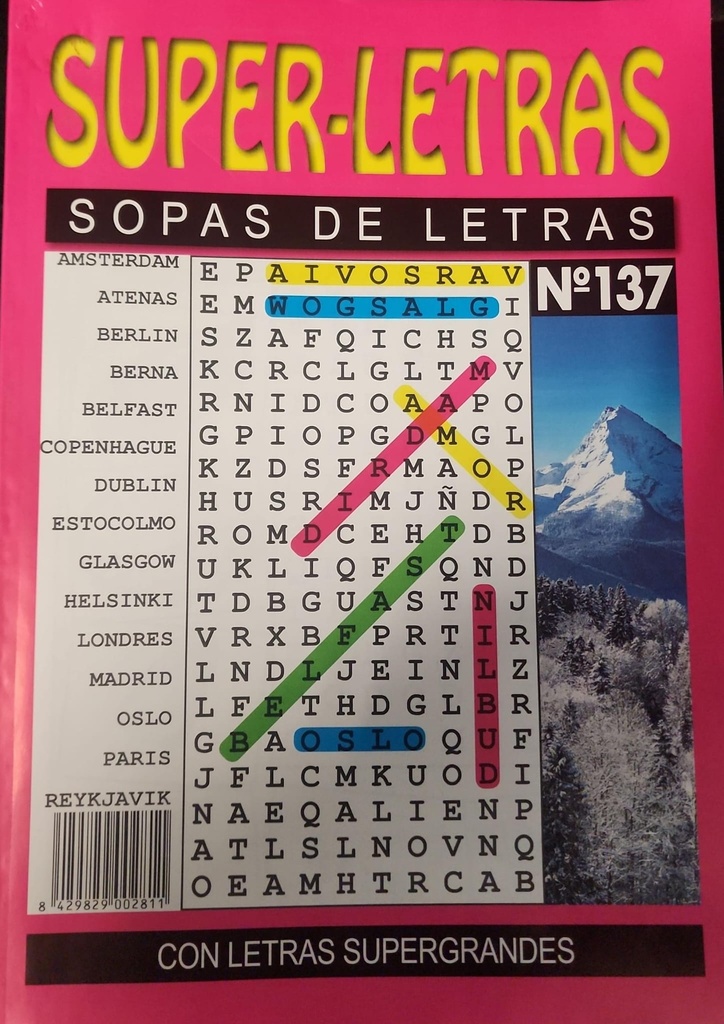 SUPER-LETRAS
SOPAS DE LETRAS
AMSTERDAM
ATENAS
BERLIN
BERNA
BELFAST
COPENHAGUE
DUBLIN
ESTOCOLMO
GLASGOW
HELSINKI
LONDRES
MADRID
OSLO
PARIS
REYKJAVIK
8 429829 002811
E P A I V O S R A V
E M W O G S A L G I
S Z A F Q I C H S Q
K C R C L G L T M V
R N I D C O A A P O
G P I O P G D M G L
K Z D S F R M A O P
H U S R I M J Ñ D R
R O M D C E H T D B
U K L I Q F S Q N D
T D B G U A S T N J
V R X B F P R T I R
L N D L J E I N L Z
L F E T H D G L B R
G B A O S L O Q U F
J F L C M K U O D I
N A E Q A L I E N P
A T L S L N O V N Q
O E A M H T R C A B
Nº137
CON LETRAS SUPERGRANDES